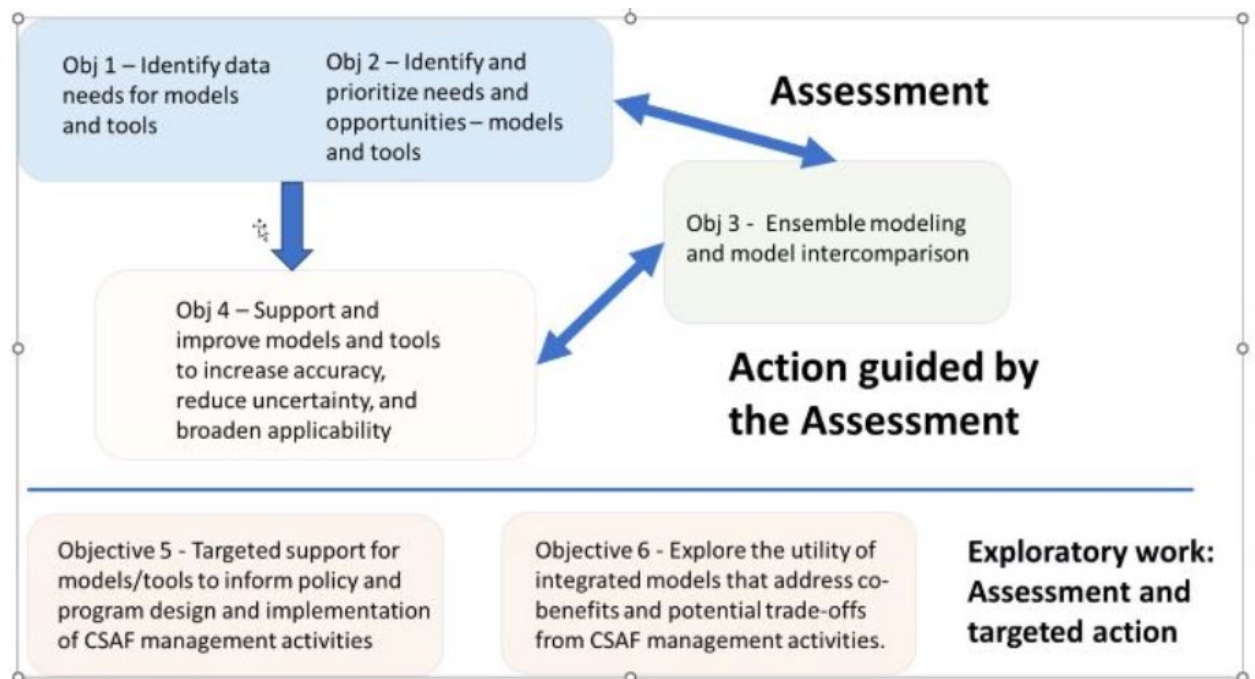 Obj 1 – Identify data
needs for models
and tools
Obj 2 – Identify and
prioritize needs and
opportunities – models
and tools
Assessment
Obj 3 - Ensemble modeling
and model intercomparison
Obj 4 – Support and
improve models and tools
to increase accuracy,
reduce uncertainty, and
broaden applicability
Action guided by
the Assessment
Objective 5 - Targeted support for
models/tools to inform policy and
program design and implementation
of CSAF management activities
Objective 6 - Explore the utility of
integrated models that address co-
benefits and potential trade-offs
from CSAF management activities.
Exploratory work:
Assessment and
targeted action